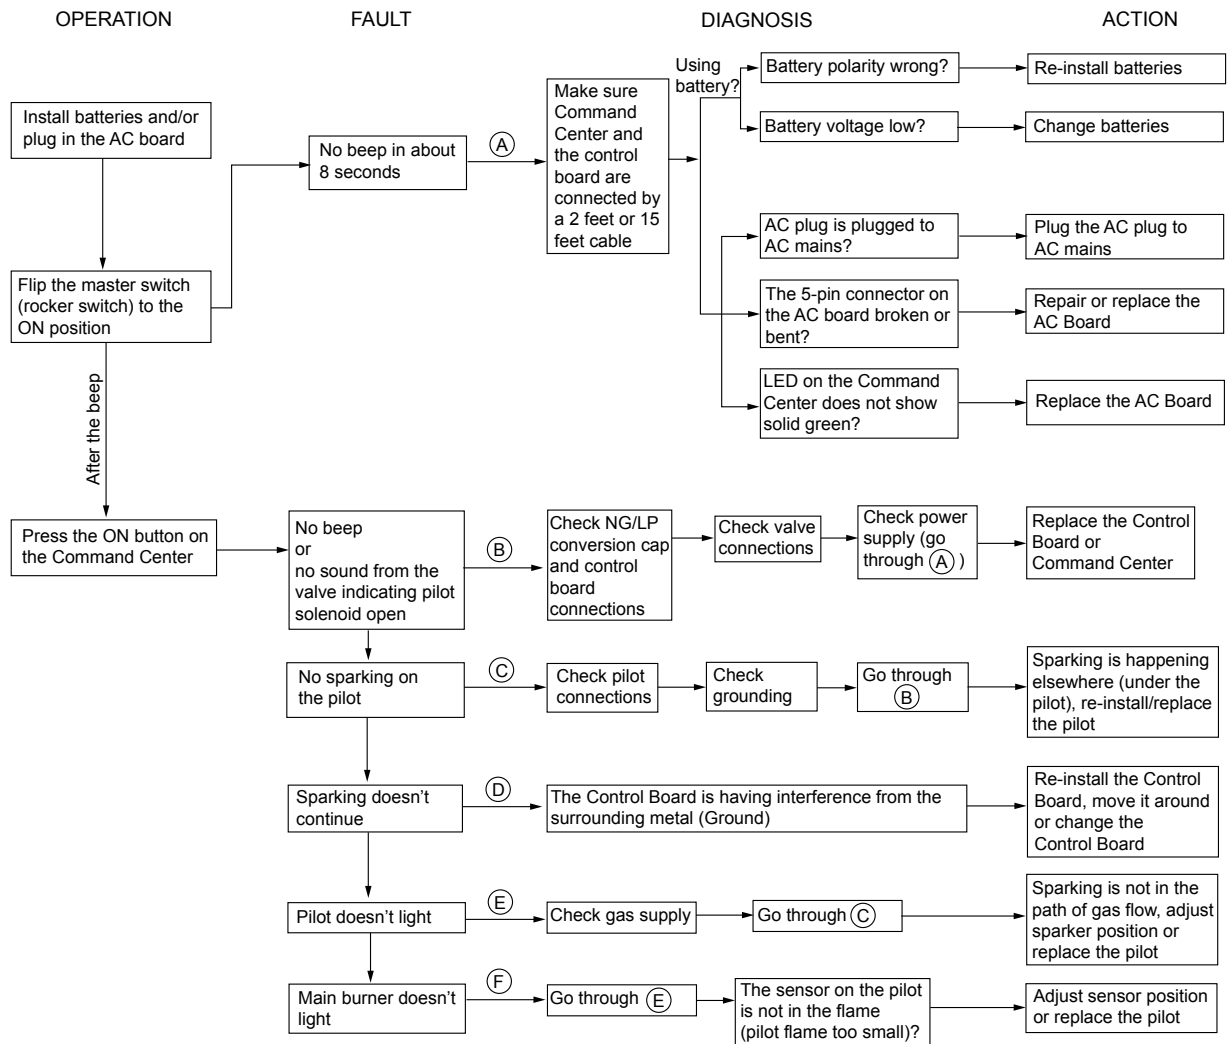 OPERATION
FAULT
DIAGNOSIS
ACTION
Install batteries and/or
plug in the AC board
Flip the master switch
(rocker switch) to the
ON position
After the beep
Press the ON button on
the Command Center
No beep in about
8 seconds
A
Make sure
Command
Center and
the control
board are
connected by
a 2 feet or 15
feet cable
Using
battery?
Battery polarity wrong?
Re-install batteries
Battery voltage low?
Change batteries
AC plug is plugged to
AC mains?
Plug the AC plug to
AC mains
The 5-pin connector on
the AC board broken or
bent?
Repair or replace the
AC Board
LED on the Command
Center does not show
solid green?
Replace the AC Board
No beep
or
no sound from the
valve indicating pilot
solenoid open
B
Check NG/LP
conversion cap
and control
board
connections
Check valve
connections
Check power
supply (go
through A )
Replace the Control
Board or
Command Center
No sparking on
the pilot
C
Check pilot
connections
Check
grounding
Go through
B
Sparking is happening
elsewhere (under the
pilot), re-install/replace
the pilot
Sparking doesn't
continue
D
The Control Board is having interference from the
surrounding metal (Ground)
Re-install the Control
Board, move it around
or change the
Control Board
Pilot doesn't light
E
Check gas supply
Go through C
Sparking is not in the
path of gas flow, adjust
sparker position or
replace the pilot
Main burner doesn't
light
F
Go through E
The sensor on the pilot
is not in the flame
(pilot flame too small)?
Adjust sensor position
or replace the pilot